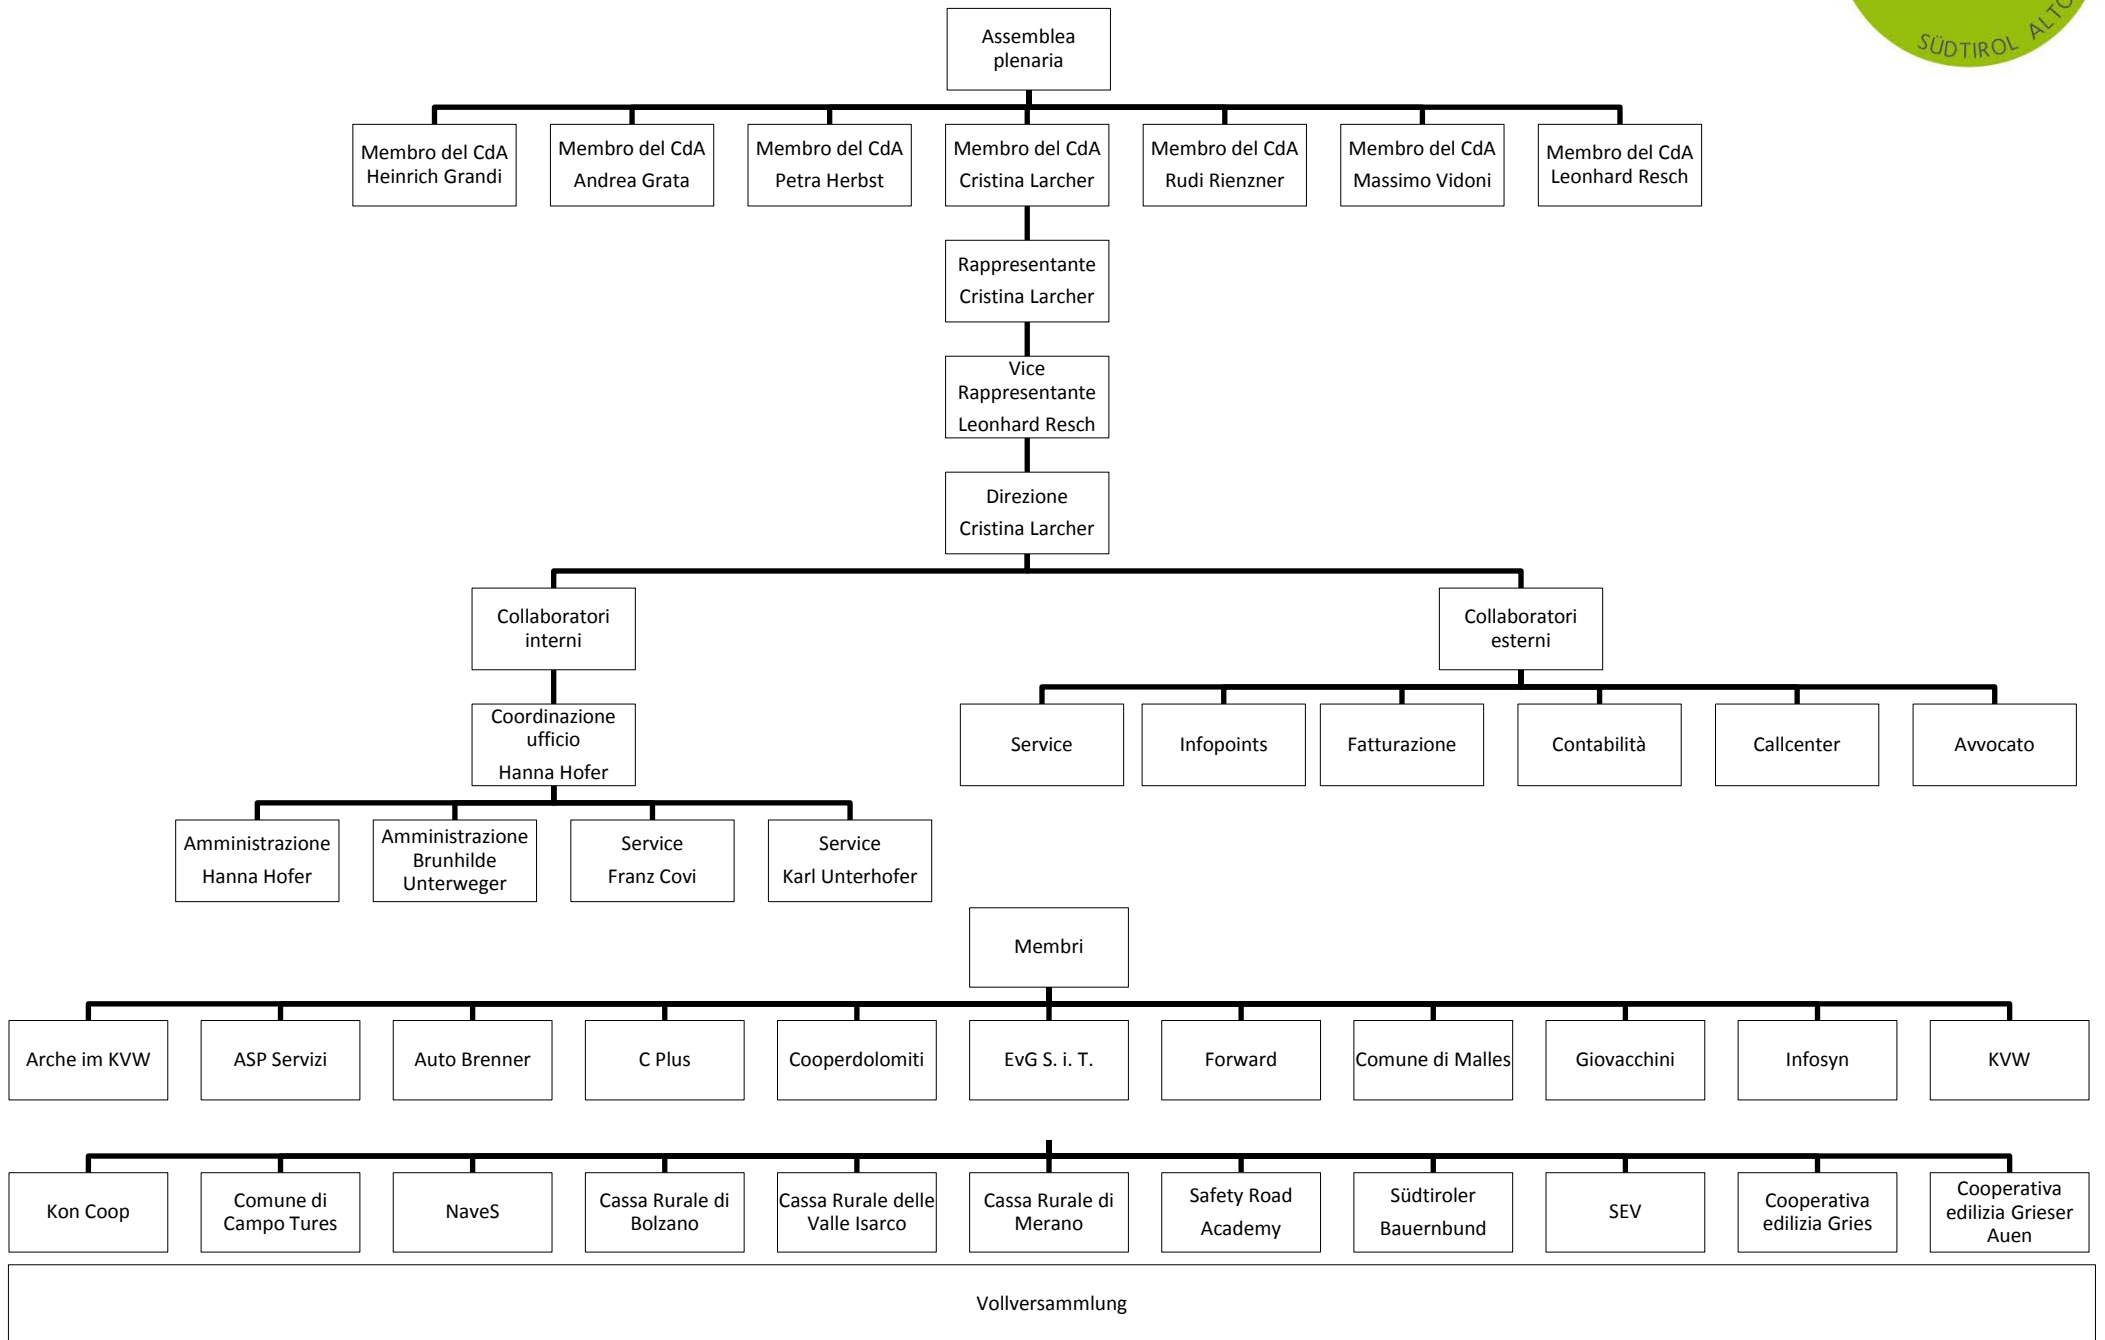 SÜDTIROL ALTO
Assemblea
plenaria
Membro del CdA
Heinrich Grandi
Membro del CdA
Andrea Grata
Membro del CdA
Petra Herbst
Membro del CdA
Cristina Larcher
Membro del CdA
Rudi Rienzner
Membro del CdA
Massimo Vidoni
Membro del CdA
Leonhard Resch
Rappresentante
Cristina Larcher
Vice
Rappresentante
Leonhard Resch
Direzione
Cristina Larcher
Collaboratori
interni
Collaboratori
esterni
Coordinazione
ufficio
Hanna Hofer
Service
Infopoints
Fatturazione
Contabilità
Callcenter
Avvocato
Amministrazione
Hanna Hofer
Amministrazione
Brunhilde
Unterweger
Service
Franz Covi
Service
Karl Unterhofer
Membri
Arche im KVW
ASP Servizi
Auto Brenner
C Plus
Cooperdolomiti
EvG S. i. T.
Forward
Comune di Malles
Giovacchini
Infosyn
KVW
Kon Coop
Comune di
Campo Tures
NaveS
Cassa Rurale di
Bolzano
Cassa Rurale delle
Valle Isarco
Cassa Rurale di
Merano
Safety Road
Academy
Südtiroler
Bauernbund
SEV
Cooperativa
edilizia Gries
Cooperativa
edilizia Grieser
Auen
Vollversammlung